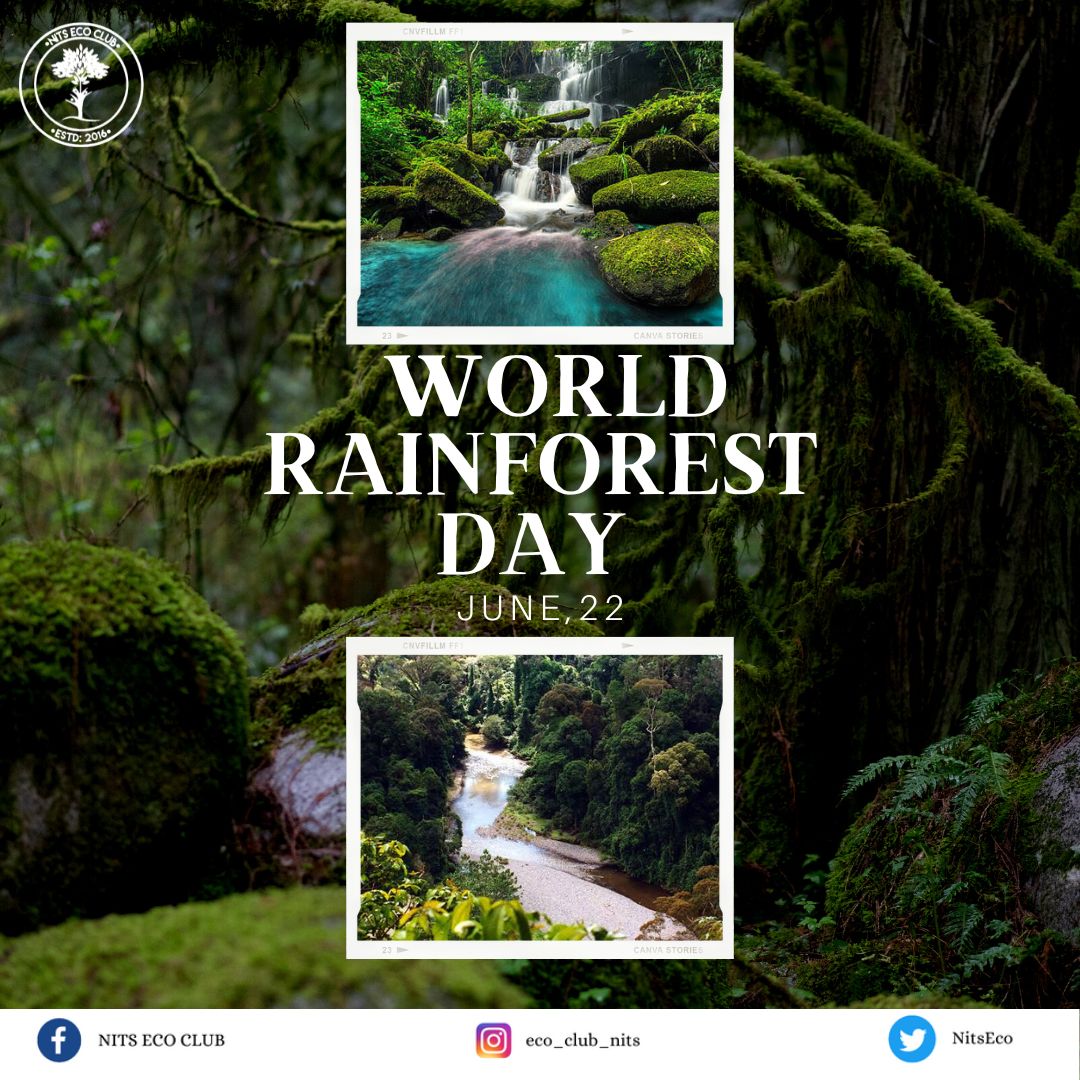 •NITS ECO CLUB•
•ESTD: 2016•
CNVFILLM FF1
23
CANVA STORIES
WORLD
RAINFOREST
DAY
JUNE,22
CNVFILLM FF1
23
CANVA STORIES
NITS ECO CLUB
eco_club_nits
NitsEco